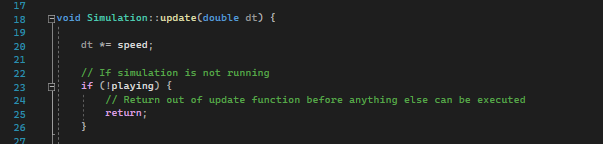 17
18 void Simulation::update(double dt) {
19
20 dt *= speed;
21
22 // If simulation is not running
23 if (!playing) {
24 // Return out of update function before anything else can be executed
25 return;
26 }
27